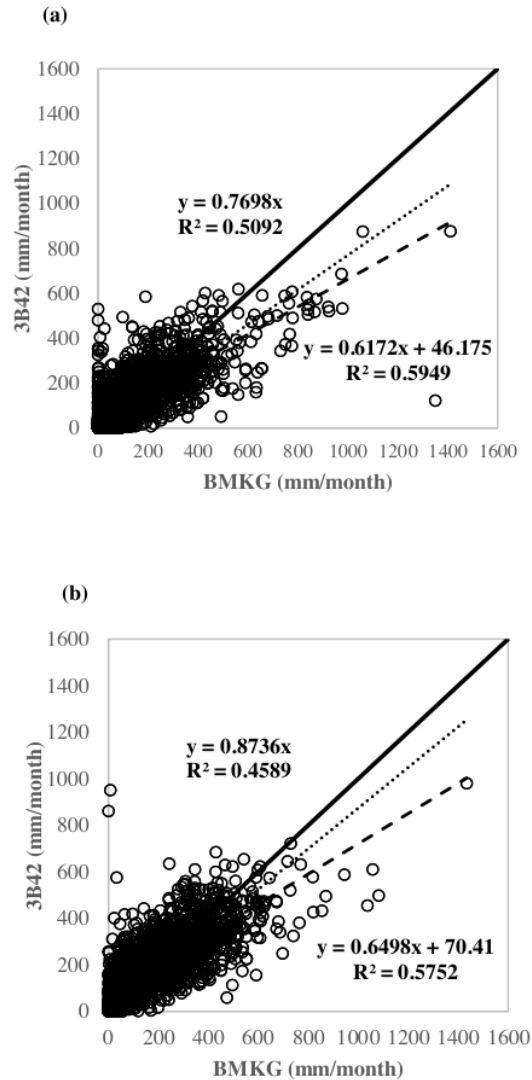 (a)
1600
1400
1200
1000
800
600
400
200
0
3B42 (mm/month)
y = 0.7698x
R² = 0.5092
y = 0.6172x + 46.175
R² = 0.5949
0 200 400 600 800 1000 1200 1400 1600
BMKG (mm/month)
(b)
1600
1400
1200
1000
800
600
400
200
0
3B42 (mm/month)
y = 0.8736x
R² = 0.4589
y = 0.6498x + 70.41
R² = 0.5752
0 200 400 600 800 1000 1200 1400 1600
BMKG (mm/month)